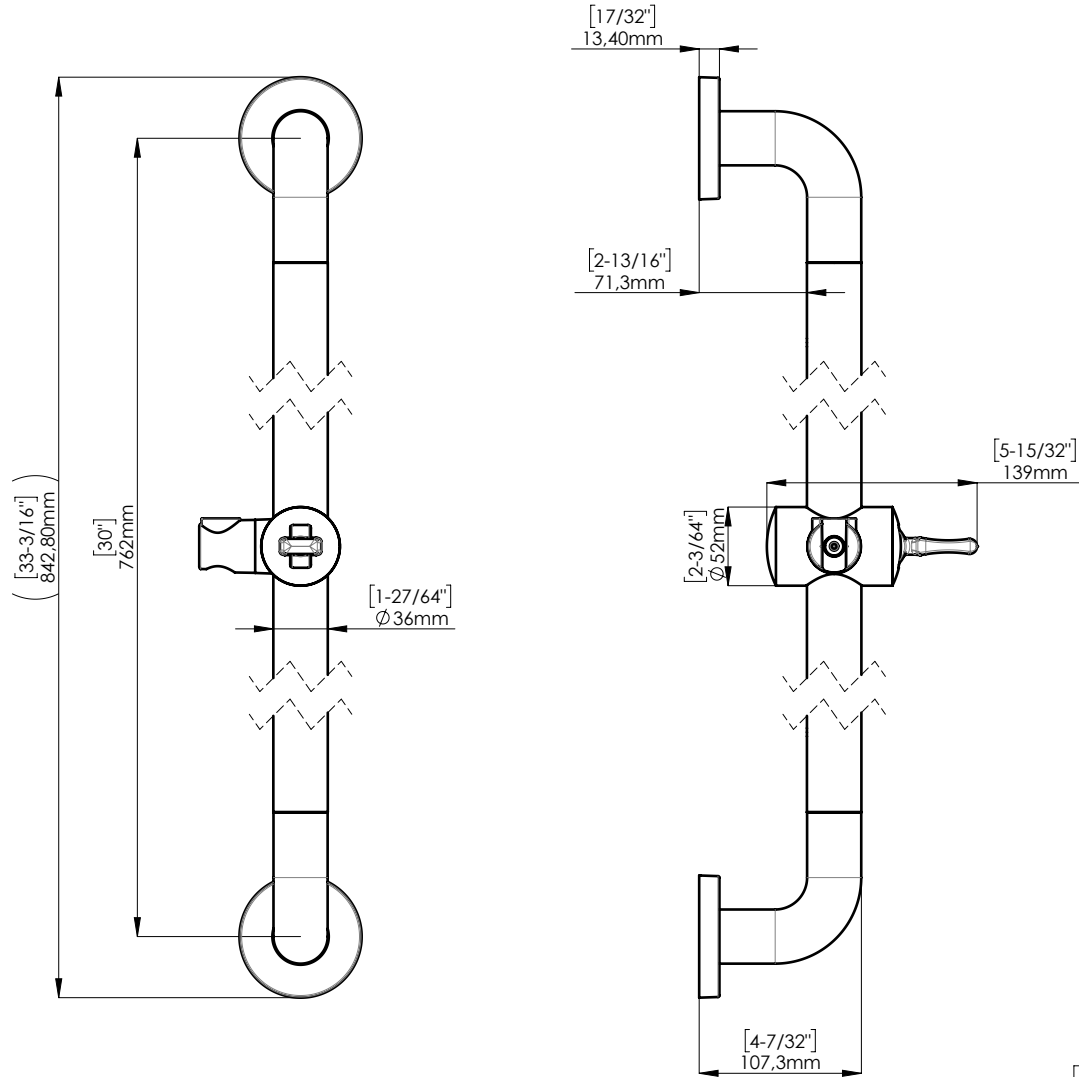 [17/32"]
13,40mm
[2-13/16"]
71,3mm
[5-15/32"]
139mm
[33-3/16"]
842,80mm
[30"]
762mm
[2-3/64"]
Ø52mm
[1-27/64"]
Ø36mm
[4-7/32"]
107,3mm